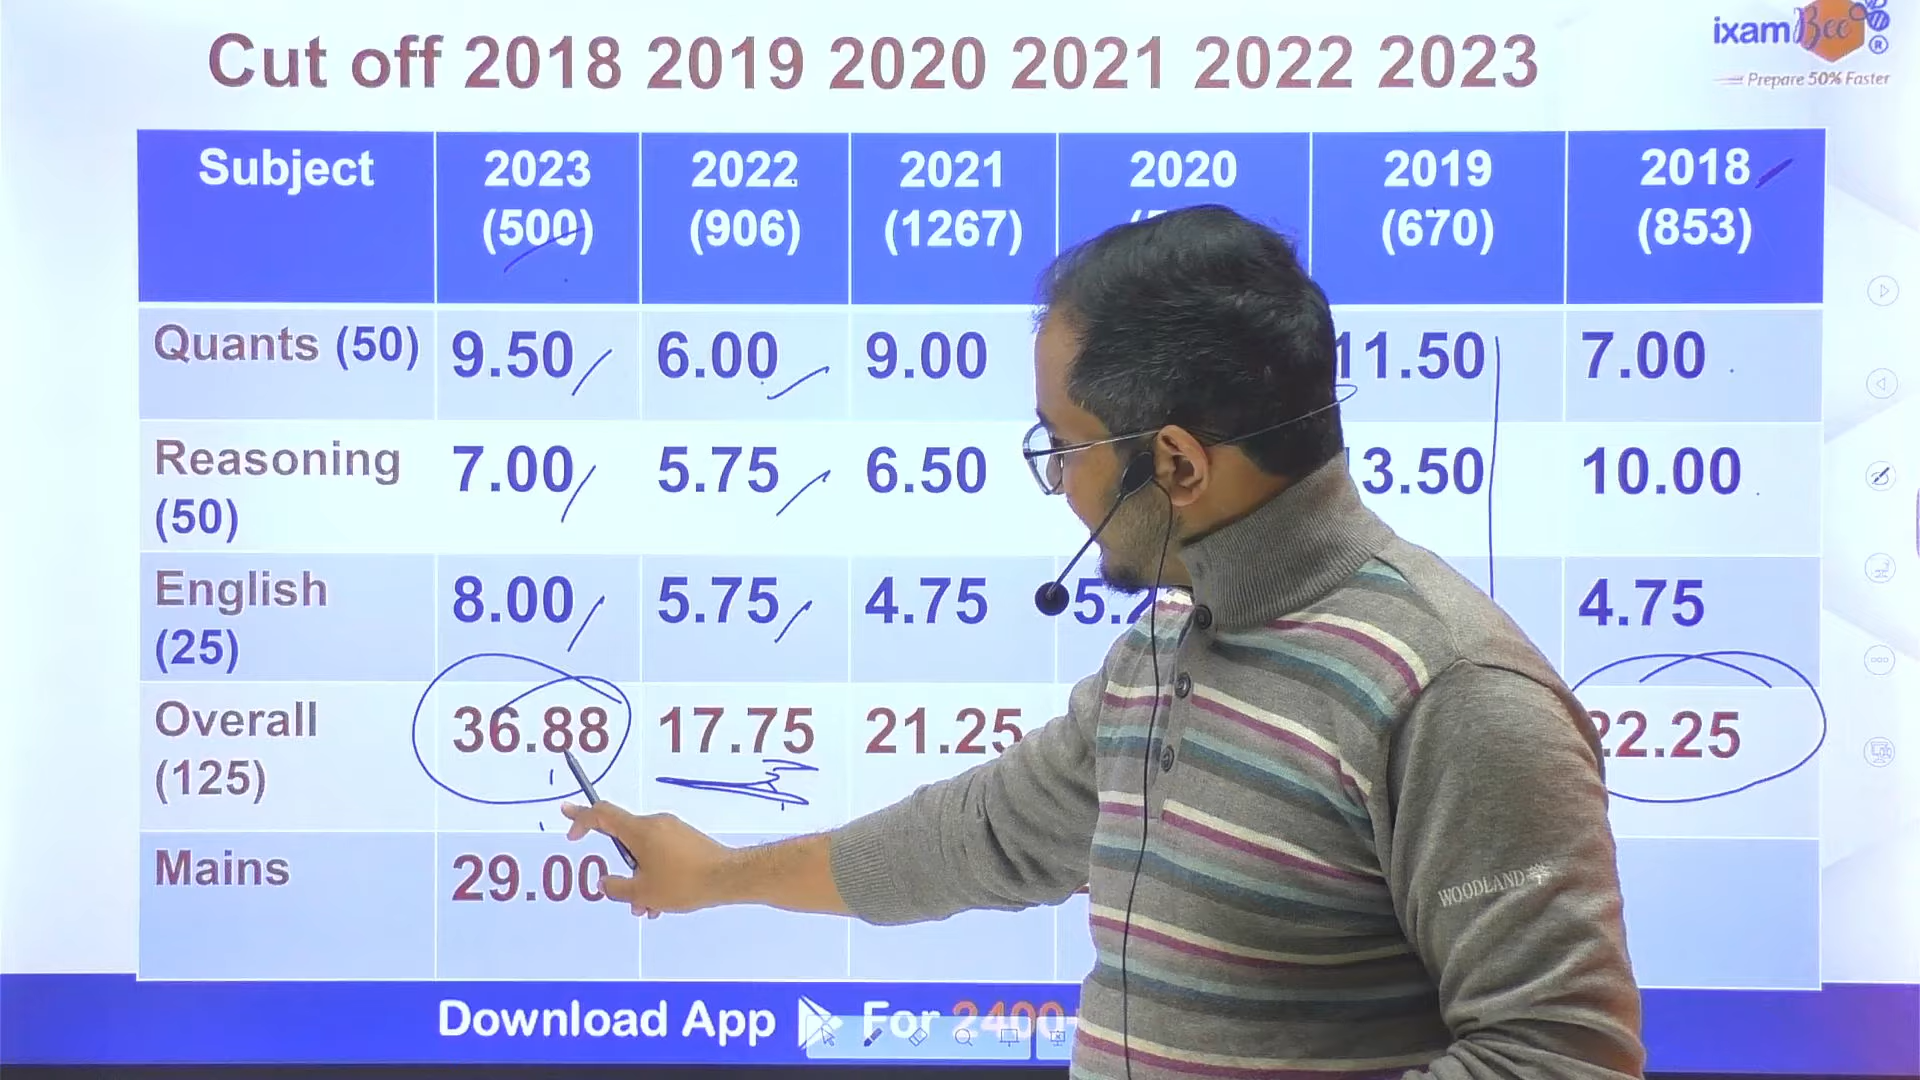 Cut off 2018 2019 2020 2021 2022 2023
ixamBee ®
Prepare 50% Faster
Subject 2023 2022 2021 2020 2019 2018
(500) (906) (1267) (670) (853)
Quants (50) 9.50 6.00 9.00 11.50 7.00
Reasoning 7.00 5.75 6.50 13.50 10.00
(50)
English 8.00 5.75 4.75 4.75
(25)
Overall 36.88 17.75 21.25 22.25
(125)
Mains 29.00
Download App For 2400
WOODLAND